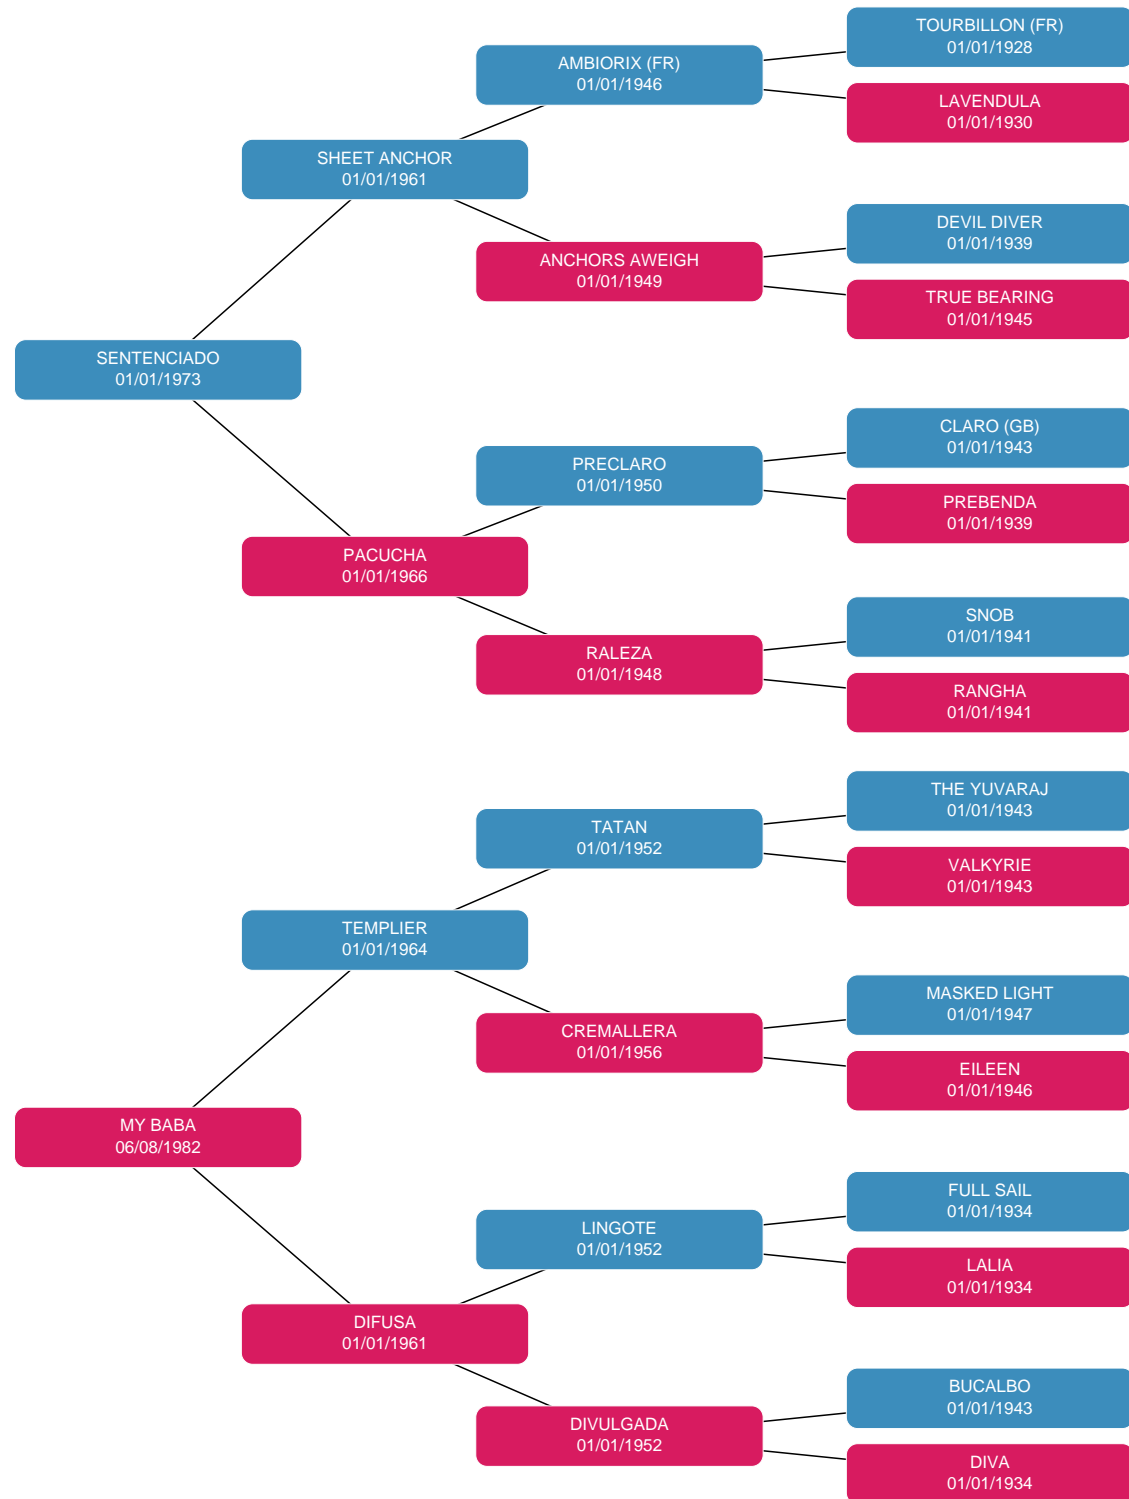 TOURBILLON (FR)
01/01/1928
AMBIORIX (FR)
01/01/1946
LAVENDULA
01/01/1930
SHEET ANCHOR
01/01/1961
DEVIL DIVER
01/01/1939
ANCHORS AWEIGH
01/01/1949
TRUE BEARING
01/01/1945
SENTENCIADO
01/01/1973
CLARO (GB)
01/01/1943
PRECLARO
01/01/1950
PREBENDA
01/01/1939
PACUCHA
01/01/1966
SNOB
01/01/1941
RALEZA
01/01/1948
RANGHA
01/01/1941
THE YUVARAJ
01/01/1943
TATAN
01/01/1952
VALKYRIE
01/01/1943
TEMPLIER
01/01/1964
MASKED LIGHT
01/01/1947
CREMALLERA
01/01/1956
EILEEN
01/01/1946
MY BABA
06/08/1982
FULL SAIL
01/01/1934
LINGOTE
01/01/1952
LALIA
01/01/1934
DIFUSA
01/01/1961
BUCALBO
01/01/1943
DIVULGADA
01/01/1952
DIVA
01/01/1934